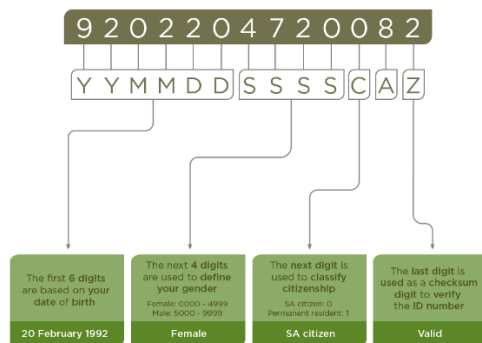 9202204720082
YYMMDDSSSSCAZ
The first 6 digits
are based on your
date of birth
20 February 1992
The next 4 digits
are used to define
your gender
Female: 0000 - 4999
Male: 5000 - 9999
Female
The next digit is
used to classify
citizenship
SA citizen: 0
Permanent resident: 1
SA citizen
The last digit is
used as a checksum
digit to verify
the ID number
Valid